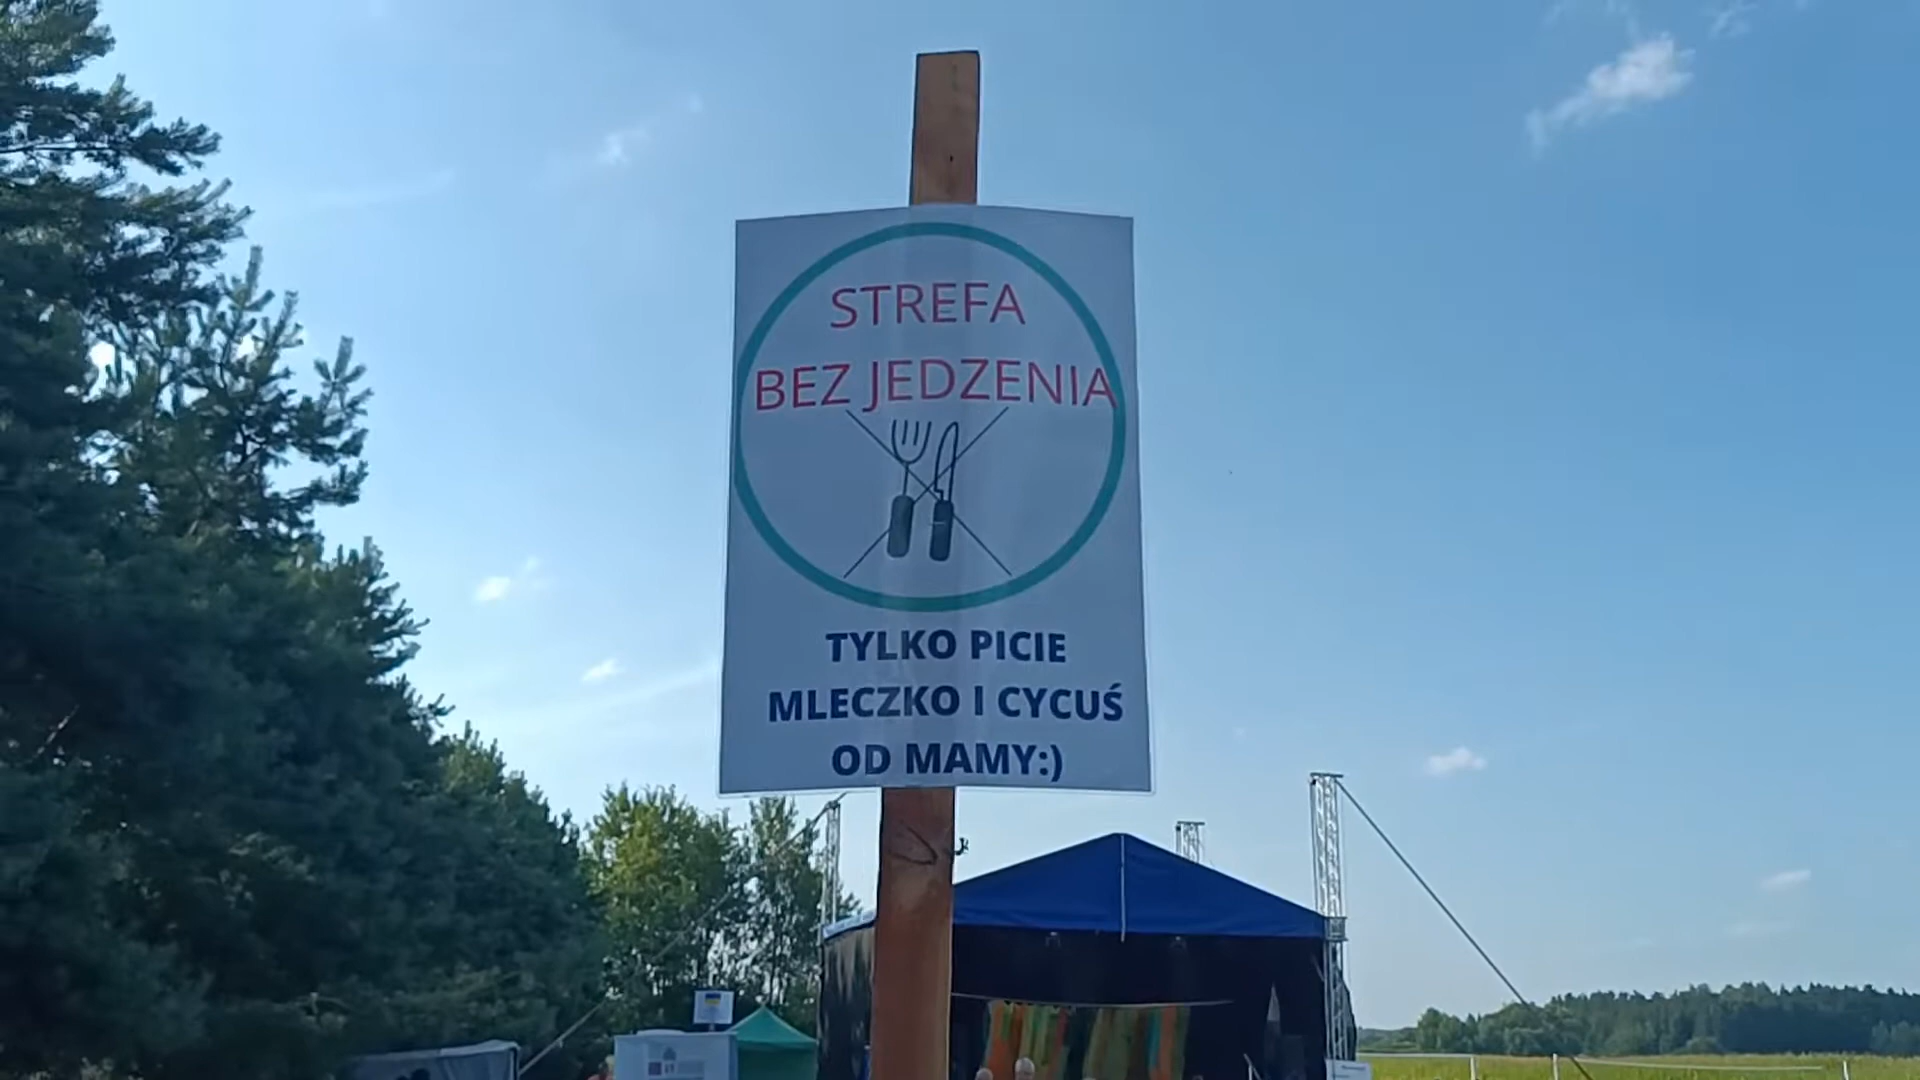 STREFA
BEZ JEDZENIA
TYLKO PICIE
MLECZKO I CYCUŚ
OD MAMY:)